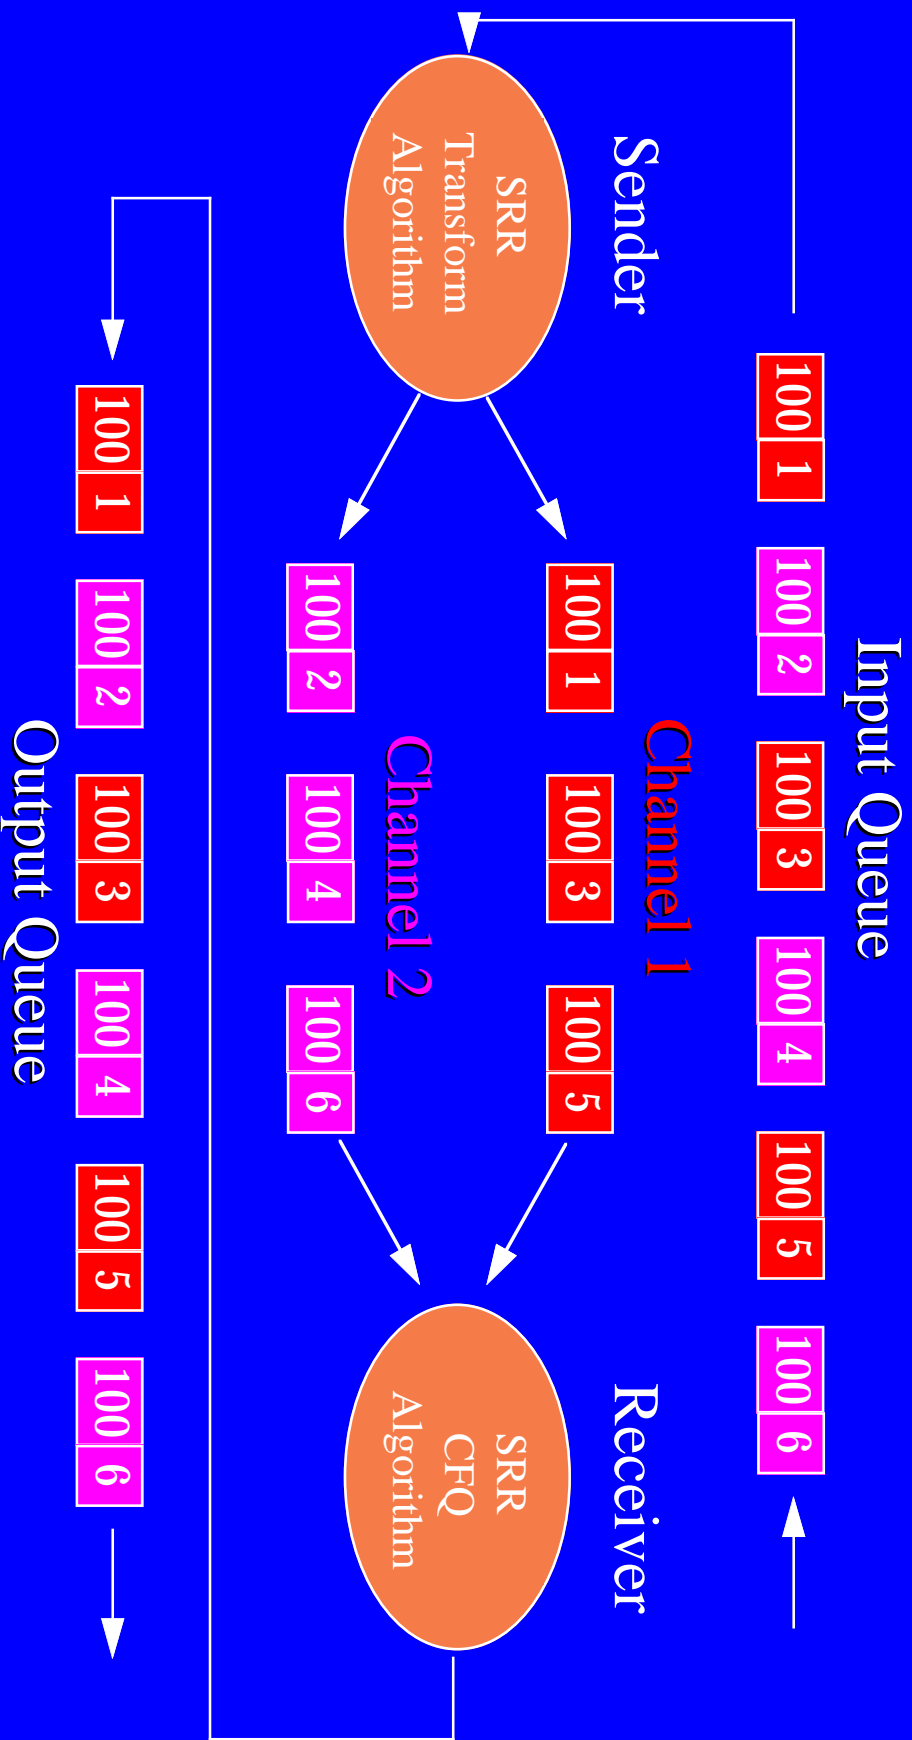 Input Queue
100 1 100 2 100 3 100 4 100 5 100 6
Sender
Receiver
Channel 1
SRR
Transform
Algorithm
100 1 100 3 100 5
SRR
CFQ
Algorithm
Channel 2
100 2 100 4 100 6
100 1 100 2 100 3 100 4 100 5 100 6
Output Queue